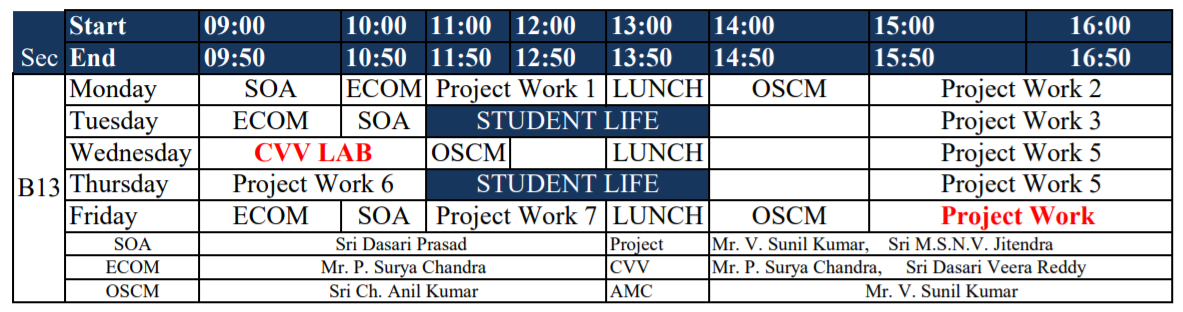 Start 09:00 10:00 11:00 12:00 13:00 14:00 15:00 16:00
Sec End 09:50 10:50 11:50 12:50 13:50 14:50 15:50 16:50
Monday SOA ECOM Project Work 1 LUNCH OSCM Project Work 2
Tuesday ECOM SOA STUDENT LIFE Project Work 3
Wednesday CVV LAB OSCM LUNCH Project Work 5
B13 Thursday Project Work 6 STUDENT LIFE Project Work 5
Friday ECOM SOA Project Work 7 LUNCH OSCM Project Work
SOA Sri Dasari Prasad Project Mr. V. Sunil Kumar, Sri M.S.N.V. Jitendra
ECOM Mr. P. Surya Chandra CVV Mr. P. Surya Chandra, Sri Dasari Veera Reddy
OSCM Sri Ch. Anil Kumar AMC Mr. V. Sunil Kumar